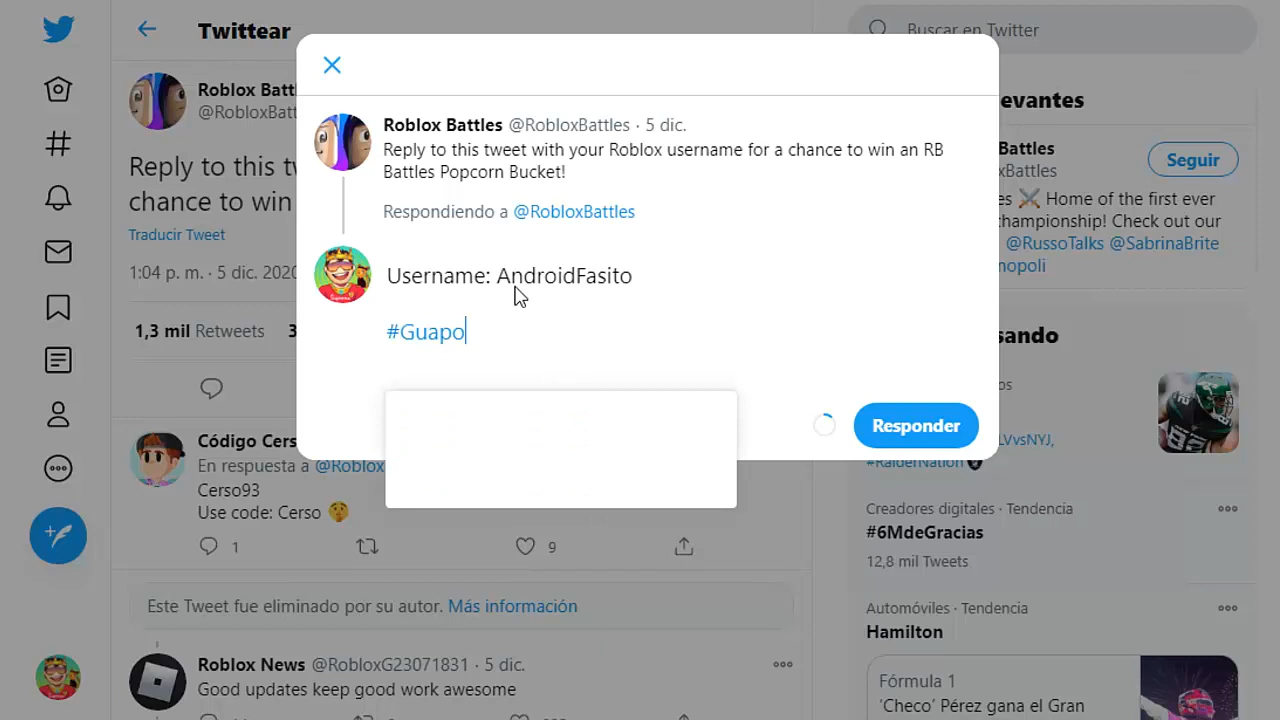 Twittear
Buscar en Twitter
Roblox Batt
@RobloxBatt
Reply to this tw
chance to win
Traducir Tweet
1:04 p. m. · 5 dic. 2020
1,3 mil Retweets 3
Roblox Battles @RobloxBattles · 5 dic.
Reply to this tweet with your Roblox username for a chance to win an RB
Battles Popcorn Bucket!
Respondiendo a @RobloxBattles
Username: AndroidFasito
#Guapo
Responder
Código Cers
En respuesta a @Roblox
Cerso93
Use code: Cerso
1
9
Este Tweet fue eliminado por su autor. Más información
Roblox News @RobloxG23071831 · 5 dic.
Good updates keep good work awesome
evantes
Battles
xBattles
Seguir
es ⚔ Home of the first ever
championship! Check out our
@RussoTalks @SabrinaBrite
nopoli
sando
os
LVvsNYJ,
#RaiderNation
Creadores digitales · Tendencia
#6MdeGracias
12,8 mil Tweets
Automóviles · Tendencia
Hamilton
Fórmula 1
'Checo' Pérez gana el Gran